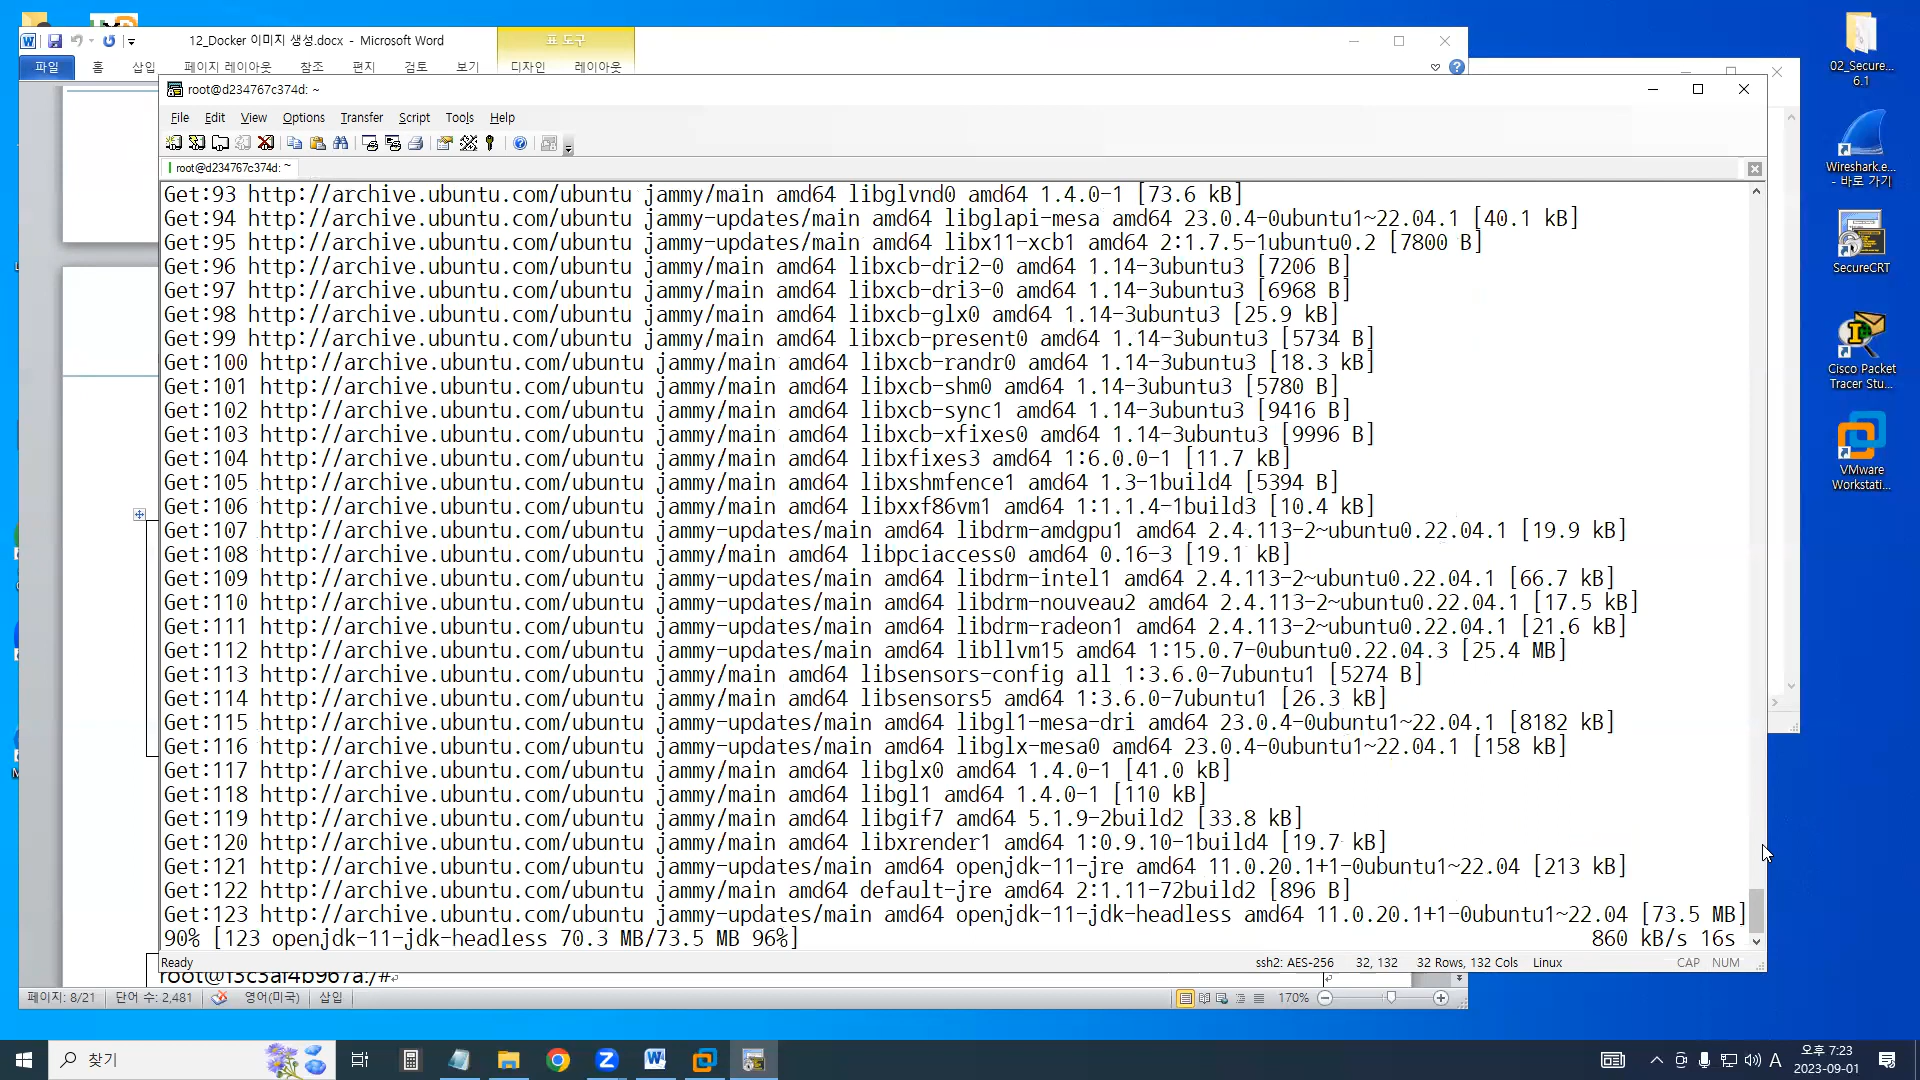 12_Docker 이미지 생성.docx - Microsoft Word
표 도구
파일 홈 삽입 페이지 레이아웃 참조 편지 검토 보기 디자인 레이아웃
root@d234767c374d: ~
File Edit View Options Transfer Script Tools Help
root@d234767c374d: ~
Get:93 http://archive.ubuntu.com/ubuntu jammy/main amd64 libglvnd0 amd64 1.4.0-1 [73.6 kB]
Get:94 http://archive.ubuntu.com/ubuntu jammy-updates/main amd64 libglapi-mesa amd64 23.0.4-0ubuntu1~22.04.1 [40.1 kB]
Get:95 http://archive.ubuntu.com/ubuntu jammy-updates/main amd64 libx11-xcb1 amd64 2:1.7.5-1ubuntu0.2 [7800 B]
Get:96 http://archive.ubuntu.com/ubuntu jammy/main amd64 libxcb-dri2-0 amd64 1.14-3ubuntu3 [7206 B]
Get:97 http://archive.ubuntu.com/ubuntu jammy/main amd64 libxcb-dri3-0 amd64 1.14-3ubuntu3 [6968 B]
Get:98 http://archive.ubuntu.com/ubuntu jammy/main amd64 libxcb-glx0 amd64 1.14-3ubuntu3 [25.9 kB]
Get:99 http://archive.ubuntu.com/ubuntu jammy/main amd64 libxcb-present0 amd64 1.14-3ubuntu3 [5734 B]
Get:100 http://archive.ubuntu.com/ubuntu jammy/main amd64 libxcb-randr0 amd64 1.14-3ubuntu3 [18.3 kB]
Get:101 http://archive.ubuntu.com/ubuntu jammy/main amd64 libxcb-shm0 amd64 1.14-3ubuntu3 [5780 B]
Get:102 http://archive.ubuntu.com/ubuntu jammy/main amd64 libxcb-sync1 amd64 1.14-3ubuntu3 [9416 B]
Get:103 http://archive.ubuntu.com/ubuntu jammy/main amd64 libxcb-xfixes0 amd64 1.14-3ubuntu3 [9996 B]
Get:104 http://archive.ubuntu.com/ubuntu jammy/main amd64 libxfixes3 amd64 1:6.0.0-1 [11.7 kB]
Get:105 http://archive.ubuntu.com/ubuntu jammy/main amd64 libxshmfence1 amd64 1.3-1build4 [5394 B]
Get:106 http://archive.ubuntu.com/ubuntu jammy/main amd64 libxxf86vm1 amd64 1:1.1.4-1build3 [10.4 kB]
Get:107 http://archive.ubuntu.com/ubuntu jammy-updates/main amd64 libdrm-amdgpu1 amd64 2.4.113-2~ubuntu0.22.04.1 [19.9 kB]
Get:108 http://archive.ubuntu.com/ubuntu jammy/main amd64 libpciaccess0 amd64 0.16-3 [19.1 kB]
Get:109 http://archive.ubuntu.com/ubuntu jammy-updates/main amd64 libdrm-intel1 amd64 2.4.113-2~ubuntu0.22.04.1 [66.7 kB]
Get:110 http://archive.ubuntu.com/ubuntu jammy-updates/main amd64 libdrm-nouveau2 amd64 2.4.113-2~ubuntu0.22.04.1 [17.5 kB]
Get:111 http://archive.ubuntu.com/ubuntu jammy-updates/main amd64 libdrm-radeon1 amd64 2.4.113-2~ubuntu0.22.04.1 [21.6 kB]
Get:112 http://archive.ubuntu.com/ubuntu jammy-updates/main amd64 libllvm15 amd64 1:15.0.7-0ubuntu0.22.04.3 [25.4 MB]
Get:113 http://archive.ubuntu.com/ubuntu jammy/main amd64 libsensors-config all 1:3.6.0-7ubuntu1 [5274 B]
Get:114 http://archive.ubuntu.com/ubuntu jammy/main amd64 libsensors5 amd64 1:3.6.0-7ubuntu1 [26.3 kB]
Get:115 http://archive.ubuntu.com/ubuntu jammy-updates/main amd64 libgl1-mesa-dri amd64 23.0.4-0ubuntu1~22.04.1 [8182 kB]
Get:116 http://archive.ubuntu.com/ubuntu jammy-updates/main amd64 libglx-mesa0 amd64 23.0.4-0ubuntu1~22.04.1 [158 kB]
Get:117 http://archive.ubuntu.com/ubuntu jammy/main amd64 libglx0 amd64 1.4.0-1 [41.0 kB]
Get:118 http://archive.ubuntu.com/ubuntu jammy/main amd64 libgl1 amd64 1.4.0-1 [110 kB]
Get:119 http://archive.ubuntu.com/ubuntu jammy/main amd64 libgif7 amd64 5.1.9-2build2 [33.8 kB]
Get:120 http://archive.ubuntu.com/ubuntu jammy/main amd64 libxrender1 amd64 1:0.9.10-1build4 [19.7 kB]
Get:121 http://archive.ubuntu.com/ubuntu jammy-updates/main amd64 openjdk-11-jre amd64 11.0.20.1+1-0ubuntu1~22.04 [213 kB]
Get:122 http://archive.ubuntu.com/ubuntu jammy/main amd64 default-jre amd64 2:1.11-72build2 [896 B]
Get:123 http://archive.ubuntu.com/ubuntu jammy-updates/main amd64 openjdk-11-jdk-headless amd64 11.0.20.1+1-0ubuntu1~22.04 [73.5 MB]
90% [123 openjdk-11-jdk-headless 70.3 MB/73.5 MB 96%] 860 kB/s 16s
Ready ssh2: AES-256 32, 132 32 Rows, 132 Cols Linux CAP NUM
root@f3c3af4b967a:/#
페이지: 8/21 단어 수: 2,481 영어(미국) 삽입 170%
02_Secure...
6.1
Wireshark.e...
- 바로 가기
SecureCRT
Cisco Packet
Tracer Stu...
VMware
Workstati...
찾기
A
오후 7:23
2023-09-01